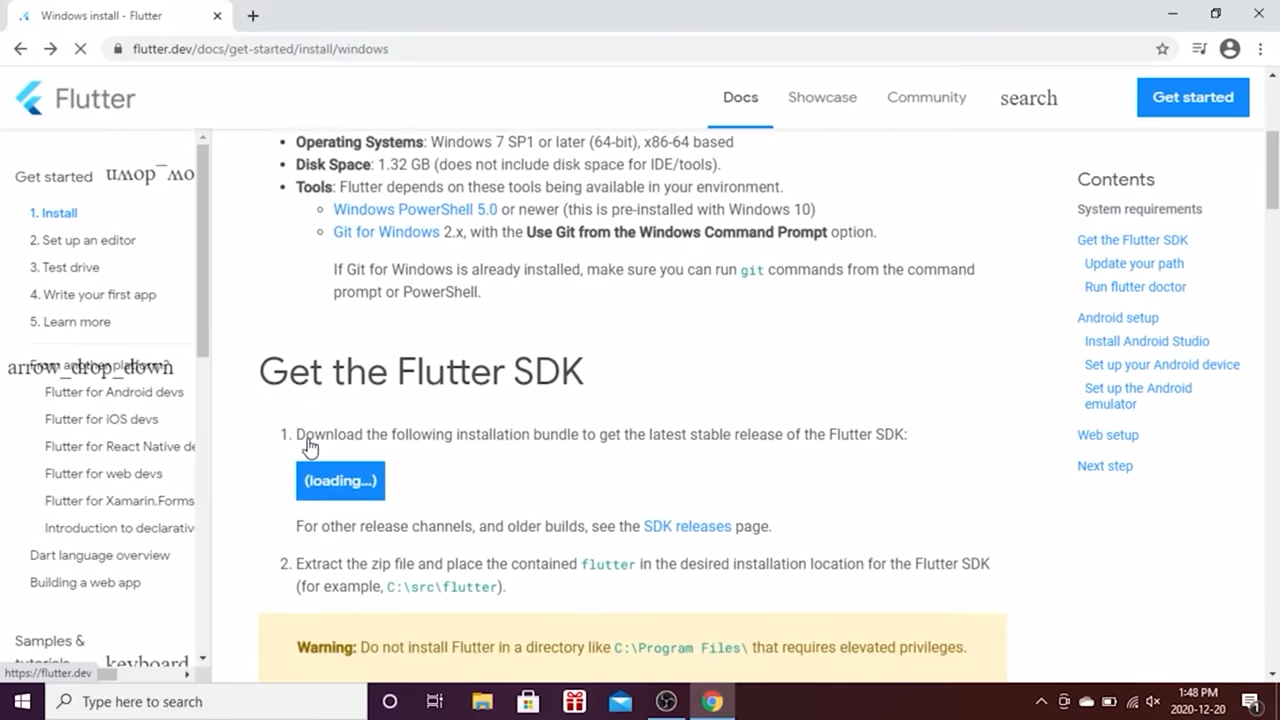 Windows install - Flutter
flutter.dev/docs/get-started/install/windows
Flutter
Docs
Showcase
Community
search
Get started
Get started
1. Install
2. Set up an editor
3. Test drive
4. Write your first app
5. Learn more
From another platform?
arrow_drop_down
Flutter for Android devs
Flutter for iOS devs
Flutter for React Native de
Flutter for web devs
Flutter for Xamarin.Forms
Introduction to declarativ
Dart language overview
Building a web app
Samples &
keyboard
https://flutter.dev
• Operating Systems: Windows 7 SP1 or later (64-bit), x86-64 based
• Disk Space: 1.32 GB (does not include disk space for IDE/tools).
• Tools: Flutter depends on these tools being available in your environment.
Windows PowerShell 5.0 or newer (this is pre-installed with Windows 10)
Git for Windows 2.x, with the Use Git from the Windows Command Prompt option.
If Git for Windows is already installed, make sure you can run git commands from the command
prompt or PowerShell.
Get the Flutter SDK
1. Download the following installation bundle to get the latest stable release of the Flutter SDK:
(loading...)
For other release channels, and older builds, see the SDK releases page.
2. Extract the zip file and place the contained flutter in the desired installation location for the Flutter SDK
(for example, C:\src\flutter).
Warning: Do not install Flutter in a directory like C:\Program Files\ that requires elevated privileges.
Contents
System requirements
Get the Flutter SDK
Update your path
Run flutter doctor
Android setup
Install Android Studio
Set up your Android device
Set up the Android
emulator
Web setup
Next step
Type here to search
1:48 PM
2020-12-20
1